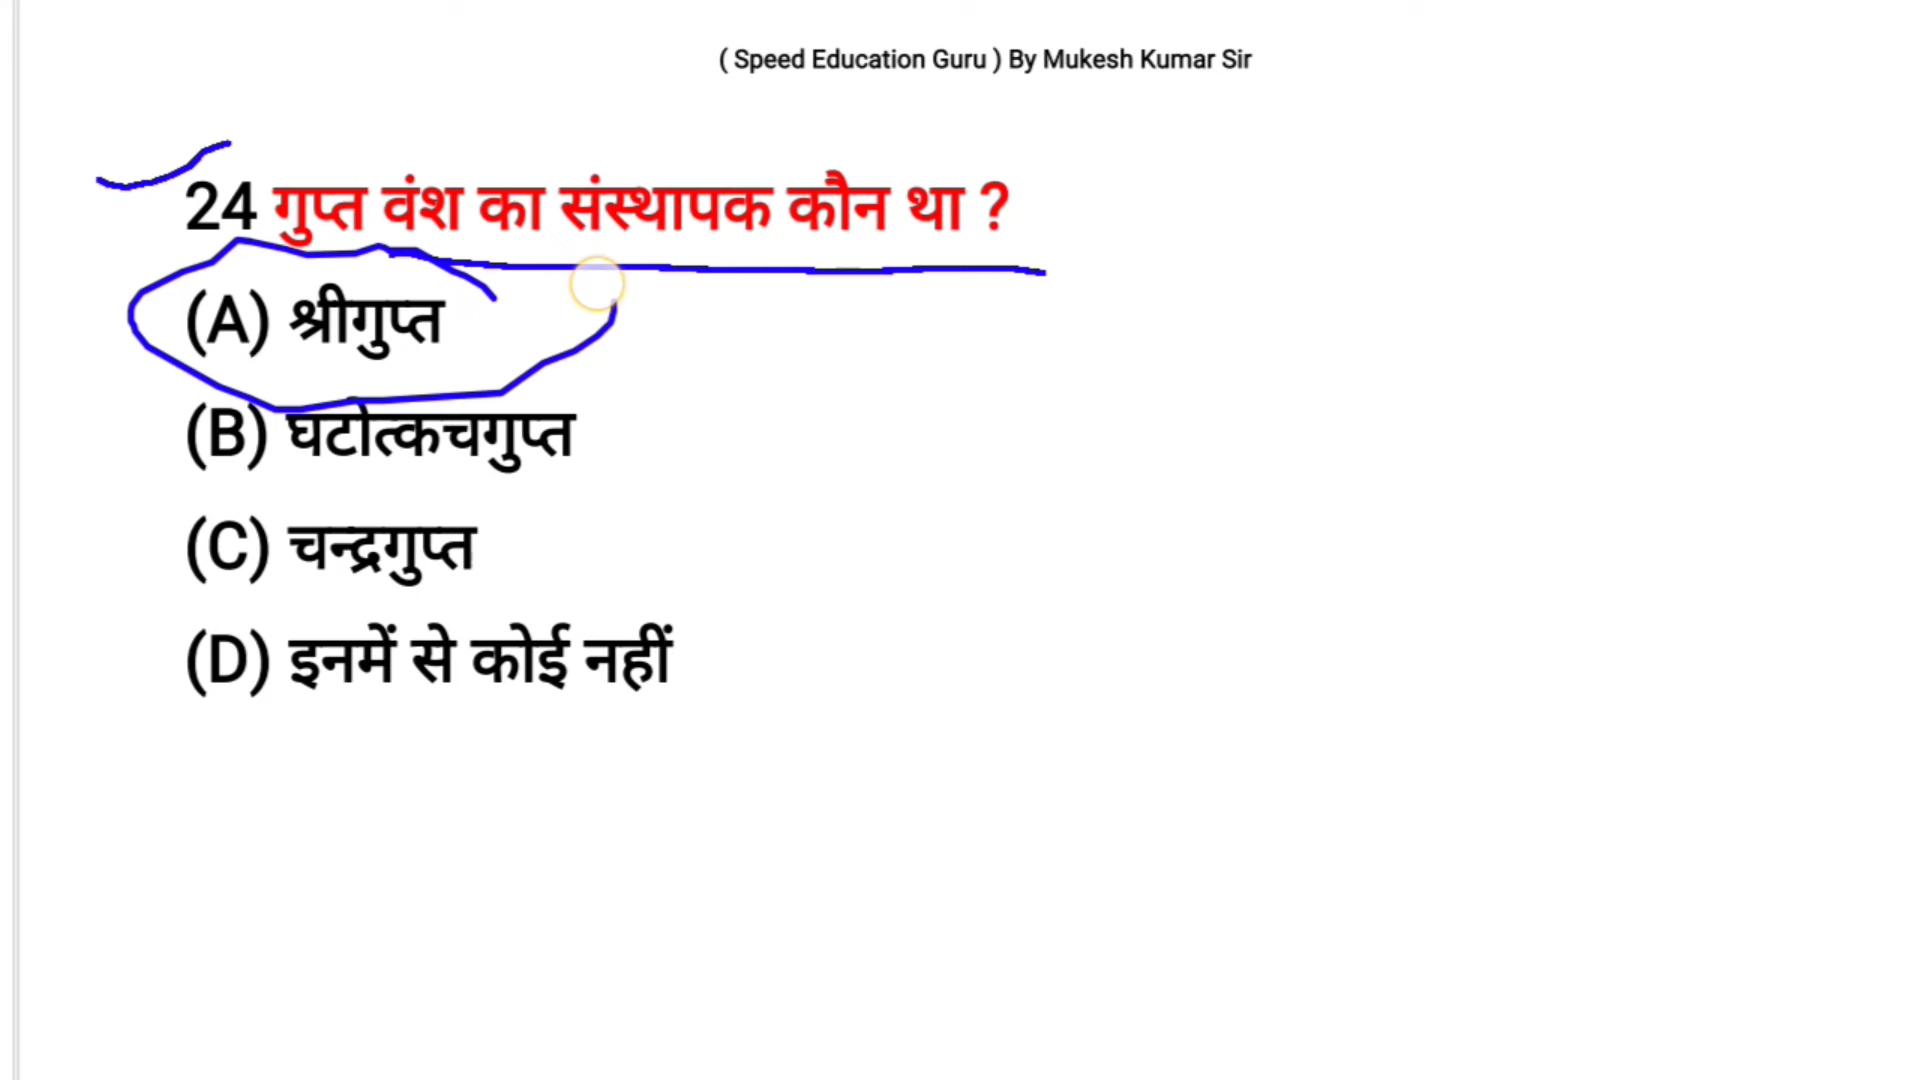 ( Speed Education Guru ) By Mukesh Kumar Sir
24 गुप्त वंश का संस्थापक कौन था ?
(A) श्रीगुप्त
(B) घटोत्कचगुप्त
(C) चन्द्रगुप्त
(D) इनमें से कोई नहीं